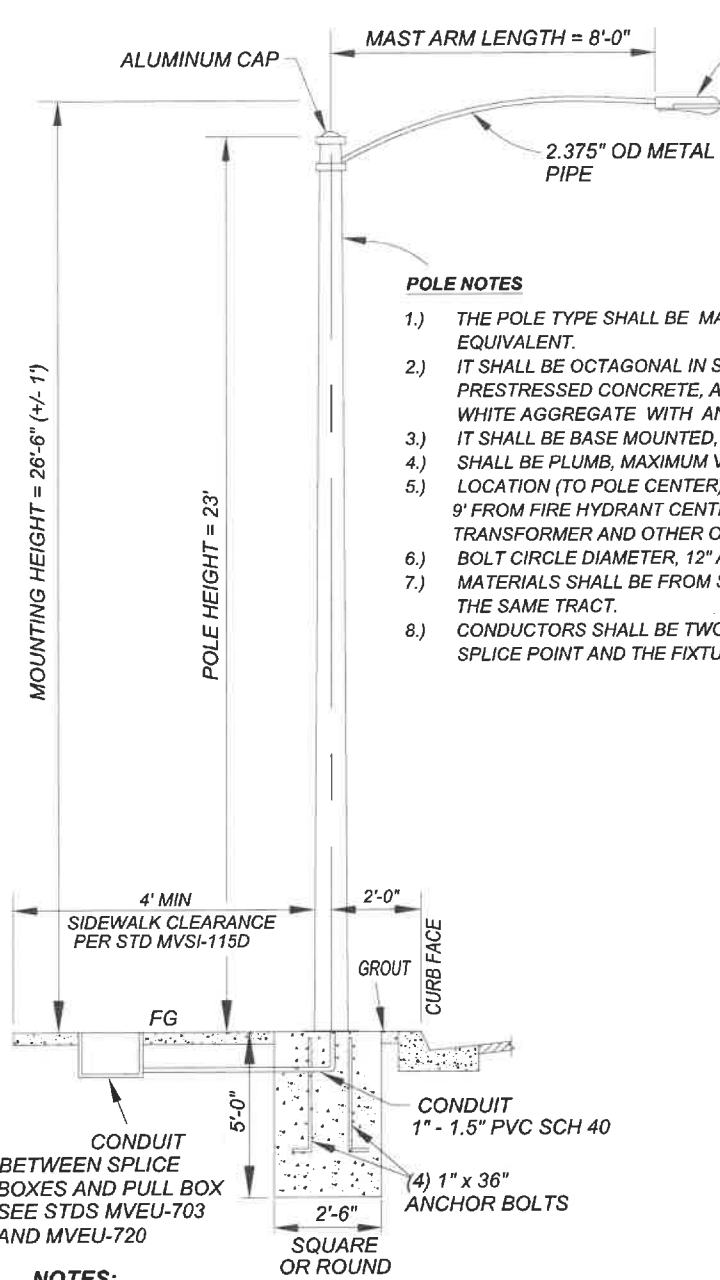 MAST ARM LENGTH = 8'-0"
ALUMINUM CAP
2.375" OD METAL
PIPE
POLE NOTES
1.) THE POLE TYPE SHALL BE MA
EQUIVALENT.
2.) IT SHALL BE OCTAGONAL IN S
PRESTRESSED CONCRETE, A
WHITE AGGREGATE WITH AN
3.) IT SHALL BE BASE MOUNTED,
4.) SHALL BE PLUMB, MAXIMUM V
5.) LOCATION (TO POLE CENTER)
9' FROM FIRE HYDRANT CENT
TRANSFORMER AND OTHER O
6.) BOLT CIRCLE DIAMETER, 12" A
7.) MATERIALS SHALL BE FROM S
THE SAME TRACT.
8.) CONDUCTORS SHALL BE TWO
SPLICE POINT AND THE FIXTU
MOUNTING HEIGHT = 26'-6" (+/- 1')
POLE HEIGHT = 23'
4' MIN
SIDEWALK CLEARANCE
PER STD MVSI-115D
2'-0"
CURB FACE
GROUT
FG
5'-0"
CONDUIT
1" - 1.5" PVC SCH 40
CONDUIT
BETWEEN SPLICE
BOXES AND PULL BOX
SEE STDS MVEU-703
AND MVEU-720
(4) 1" x 36"
ANCHOR BOLTS
2'-6"
SQUARE
OR ROUND
NOTES: